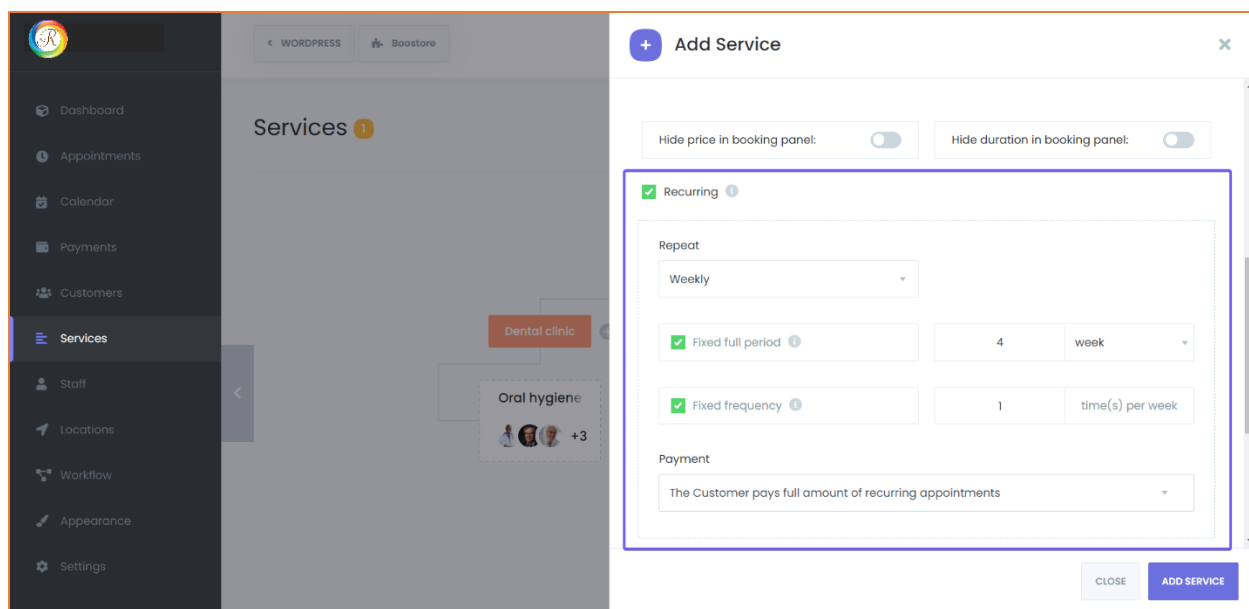 R
< WORDPRESS
Boostore
Dashboard
Appointments
Calendar
Payments
Customers
Services
Staff
Locations
Workflow
Appearance
Settings
Services 1
Dental clinic
Oral hygiene
+3
+ Add Service
Hide price in booking panel:
Hide duration in booking panel:
Recurring
Repeat
Weekly
Fixed full period 4 week
Fixed frequency 1 time(s) per week
Payment
The Customer pays full amount of recurring appointments
CLOSE
ADD SERVICE